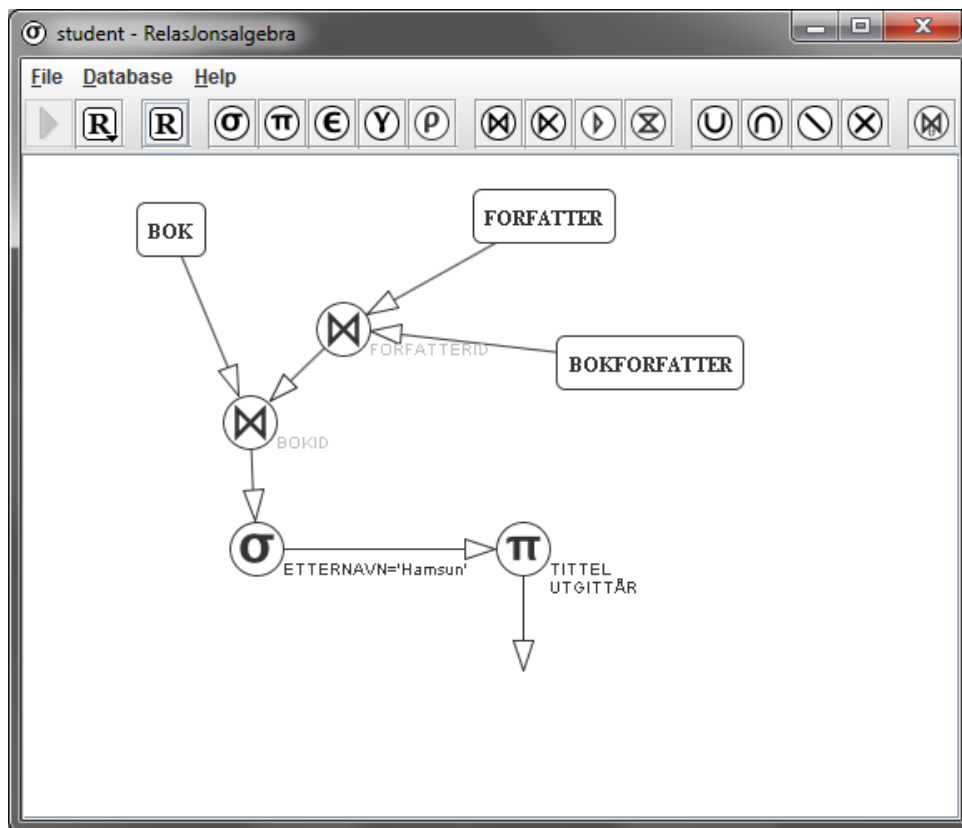 σ student - RelasJonsalgebra
File Database Help
R R σ π ϵ γ ρ ⋈ ⋉ ▷ ⧖ ∪ ∩ \ × ⋈
BOK
FORFATTER
⋈
FORFATTERID
BOKFORFATTER
⋈
BOKID
σ
ETTERNAVN='Hamsun'
π
TITTEL
UTGITTÅR